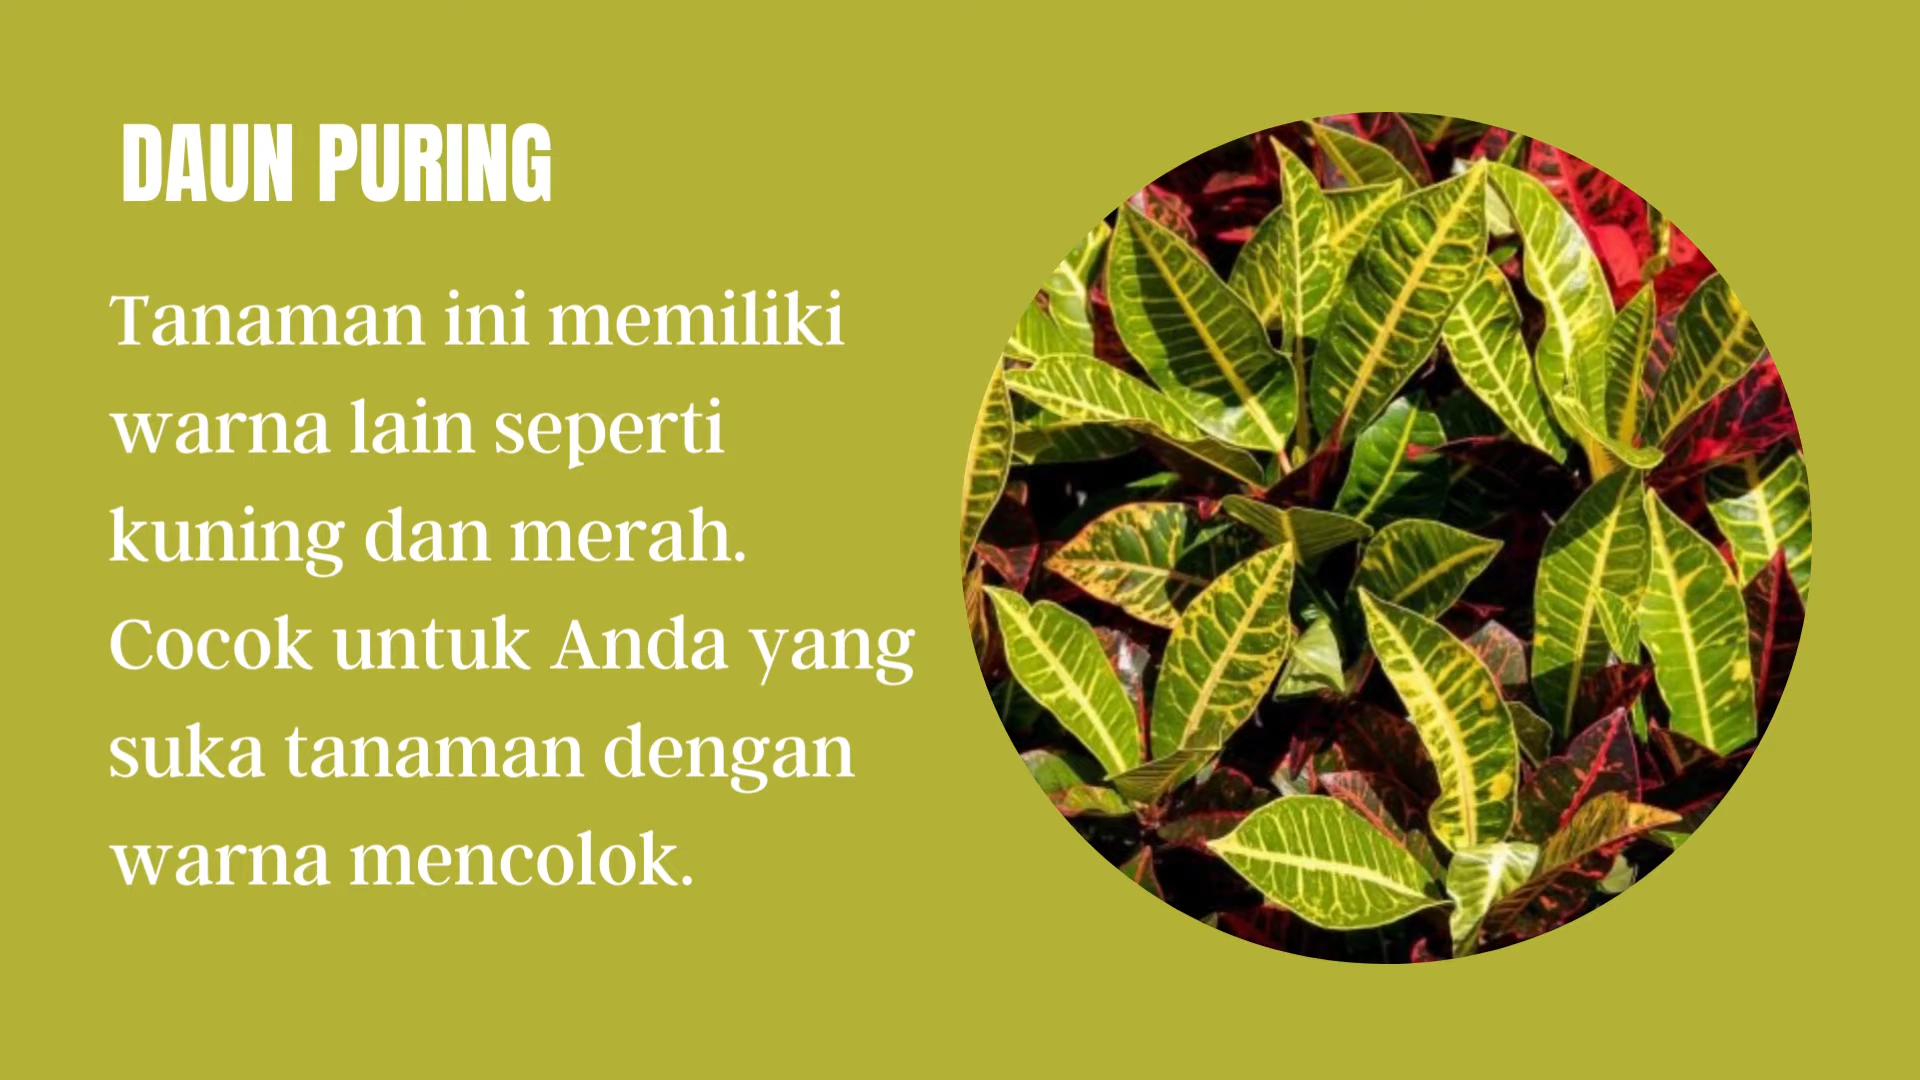 DAUN PURING
Tanaman ini memiliki
warna lain seperti
kuning dan merah.
Cocok untuk Anda yang
suka tanaman dengan
warna mencolok.